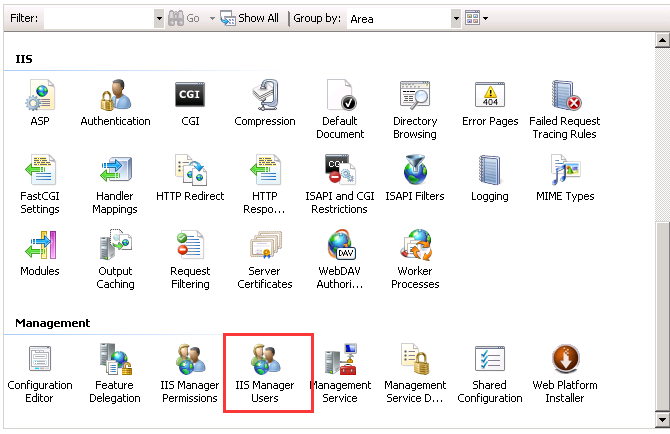 Filter: Go Show All Group by: Area
IIS
ASP Authentication CGI Compression Default Document Directory Browsing Error Pages Failed Request Tracing Rules
FastCGI Settings Handler Mappings HTTP Redirect HTTP Respo... ISAPI and CGI Restrictions ISAPI Filters Logging MIME Types
Modules Output Caching Request Filtering Server Certificates WebDAV Authori... Worker Processes
Management
Configuration Editor Feature Delegation IIS Manager Permissions IIS Manager Users Management Service Management Service D... Shared Configuration Web Platform Installer